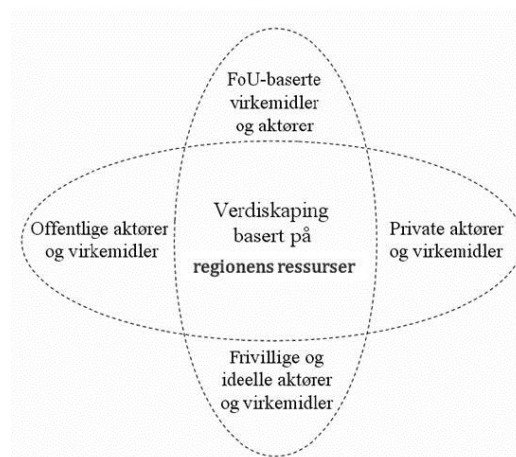 FoU-baserte
virkemidler
og aktører
Offentlige aktører
og virkemidler
Verdiskaping
basert på
regionens ressurser
Private aktører
og virkemidler
Frivillige og
ideelle aktører
og virkemidler